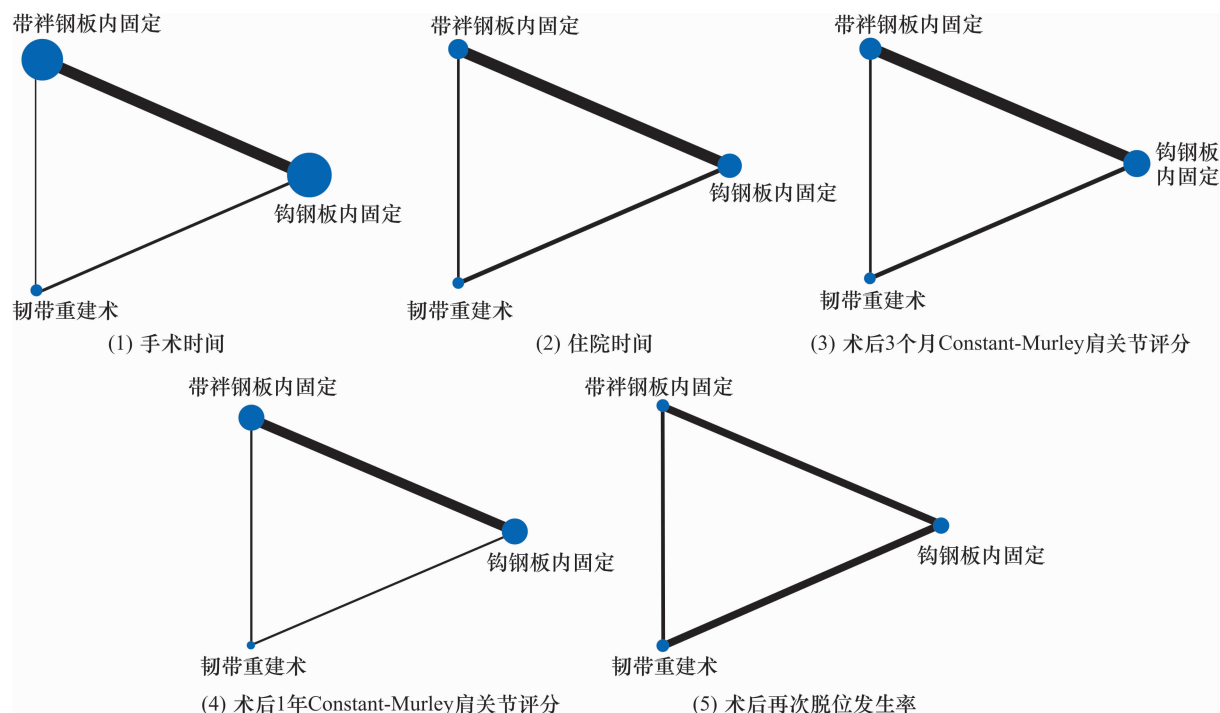 带袢钢板内固定
钩钢板内固定
韧带重建术
(1) 手术时间
带袢钢板内固定
钩钢板内固定
韧带重建术
(2) 住院时间
带袢钢板内固定
钩钢板
内固定
韧带重建术
(3) 术后3个月Constant-Murley肩关节评分
带袢钢板内固定
钩钢板内固定
韧带重建术
(4) 术后1年Constant-Murley肩关节评分
带袢钢板内固定
钩钢板内固定
韧带重建术
(5) 术后再次脱位发生率